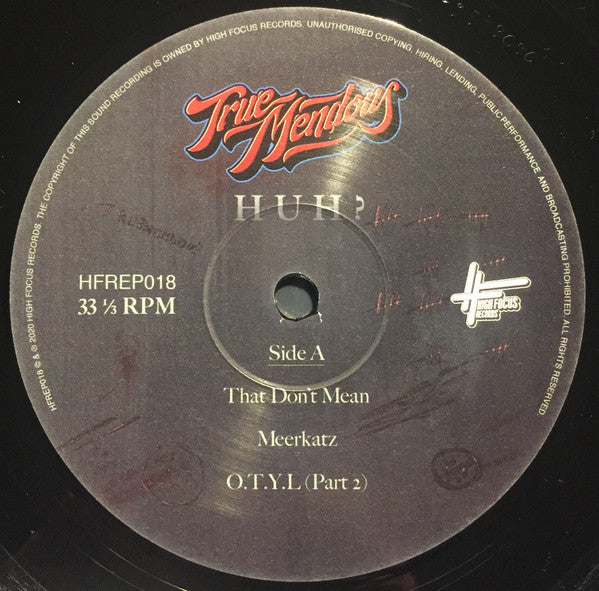 True
Mendous
HUH?
HFREP018
33 ⅓ RPM
HIGH FOCUS
RECORDS
Side A
That Don't Mean
Meerkatz
O.T.Y.L (Part 2)
HFREP018 © & ℗ 2020 HIGH FOCUS RECORDS. THE COPYRIGHT OF THIS SOUND RECORDING IS OWNED BY HIGH FOCUS RECORDS. UNAUTHORISED COPYING, HIRING, LENDING, PUBLIC PERFORMANCE AND BROADCASTING PROHIBITED. ALL RIGHTS RESERVED.